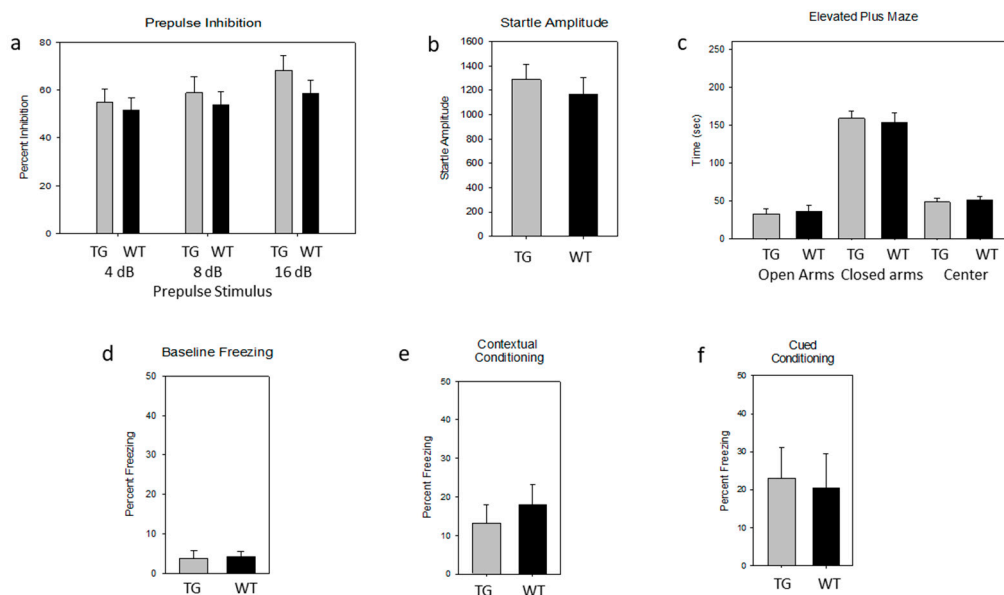 a
Prepulse Inhibition
Percent Inhibition
80
60
40
20
0
TG WT TG WT TG WT
4 dB 8 dB 16 dB
Prepulse Stimulus
b
Startle Amplitude
Startle Amplitude
1600
1400
1200
1000
800
600
400
200
0
TG WT
c
Elevated Plus Maze
Time (sec)
250
200
150
100
50
0
TG WT TG WT TG WT
Open Arms Closed arms Center
d
Baseline Freezing
Percent Freezing
50
40
30
20
10
0
TG WT
e
Contextual
Conditioning
Percent Freezing
50
40
30
20
10
0
TG WT
f
Cued
Conditioning
Percent Freezing
50
40
30
20
10
0
TG WT